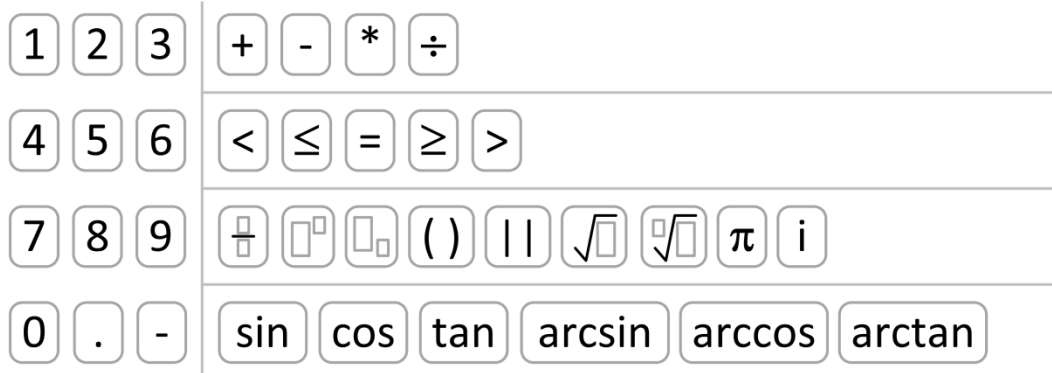 1 2 3 + - * ÷
4 5 6 < ≤ = ≥ >
7 8 9 ( ) | | √ √ π i
0 . - sin cos tan arcsin arccos arctan